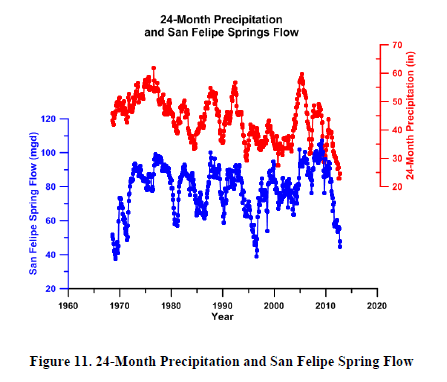 24-Month Precipitation
and San Felipe Springs Flow
70
60
50
40
30
20
24-Month Precipitation (in)
120
100
80
60
40
20
San Felipe Spring Flow (mgd)
1960 1970 1980 1990 2000 2010 2020
Year
Figure 11. 24-Month Precipitation and San Felipe Spring Flow